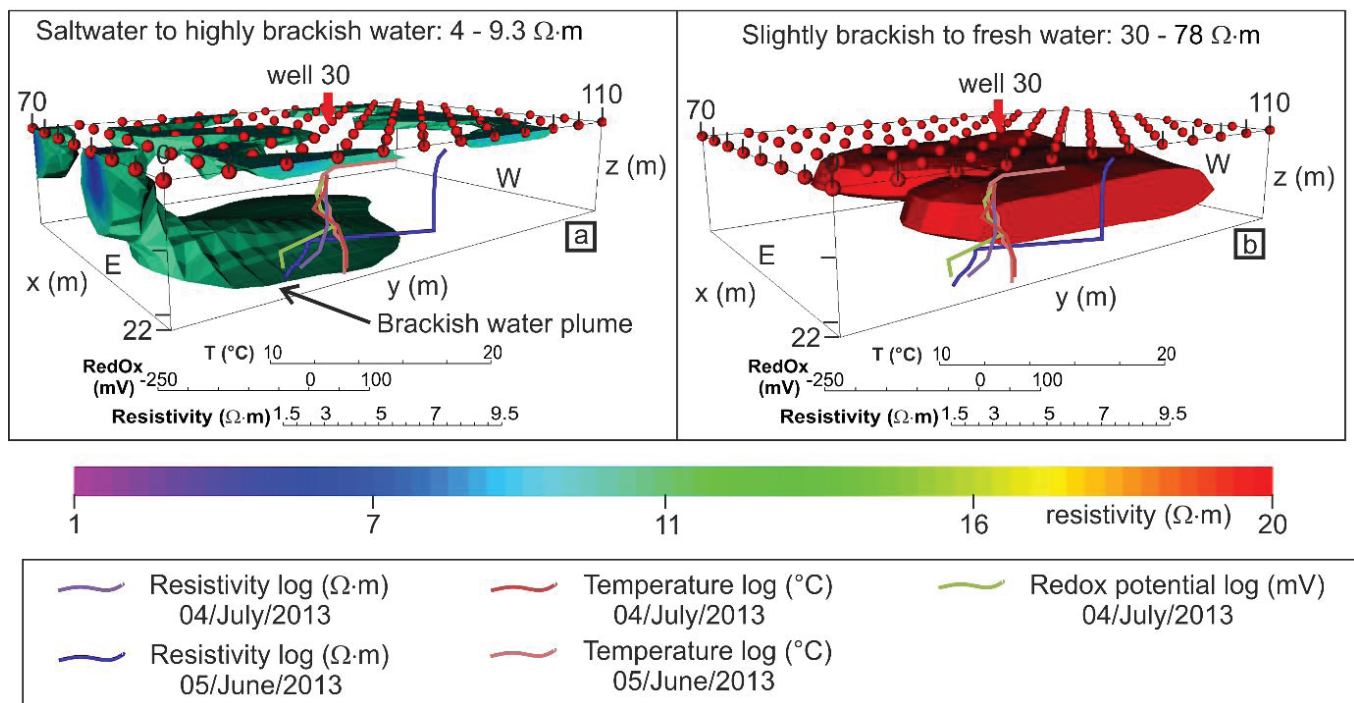 Saltwater to highly brackish water: 4 - 9.3 Ω·m
well 30
70
110
0
z (m)
W
a
E
x (m)
y (m)
Brackish water plume
22
T (°C)
10
20
RedOx
(mV)
-250
0
100
Resistivity (Ω·m)
1.5
3
5
7
9.5
Slightly brackish to fresh water: 30 - 78 Ω·m
well 30
70
110
0
W
z (m)
b
E
x (m)
y (m)
22
10
T (°C)
20
RedOx
(mV)
-250
0
100
Resistivity (Ω·m)
1.5
3
5
7
9.5
1
7
11
16
resistivity (Ω·m)
20
Resistivity log (Ω·m)
04/July/2013
Temperature log (°C)
04/July/2013
Redox potential log (mV)
04/July/2013
Resistivity log (Ω·m)
05/June/2013
Temperature log (°C)
05/June/2013